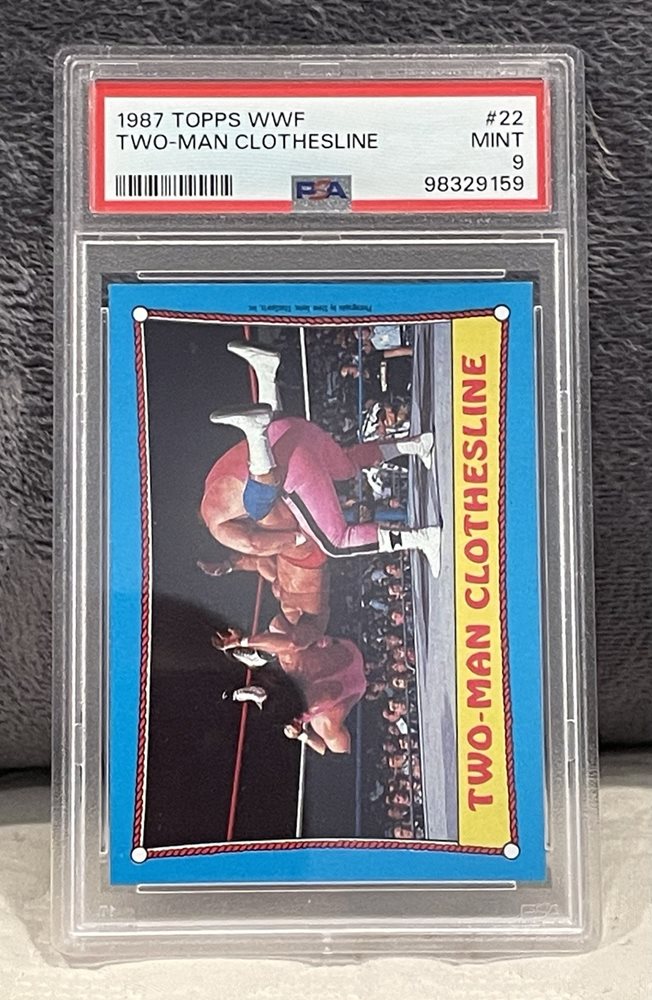 1987 TOPPS WWF #22
TWO-MAN CLOTHESLINE MINT
9
PSA 98329159
TWO-MAN CLOTHESLINE